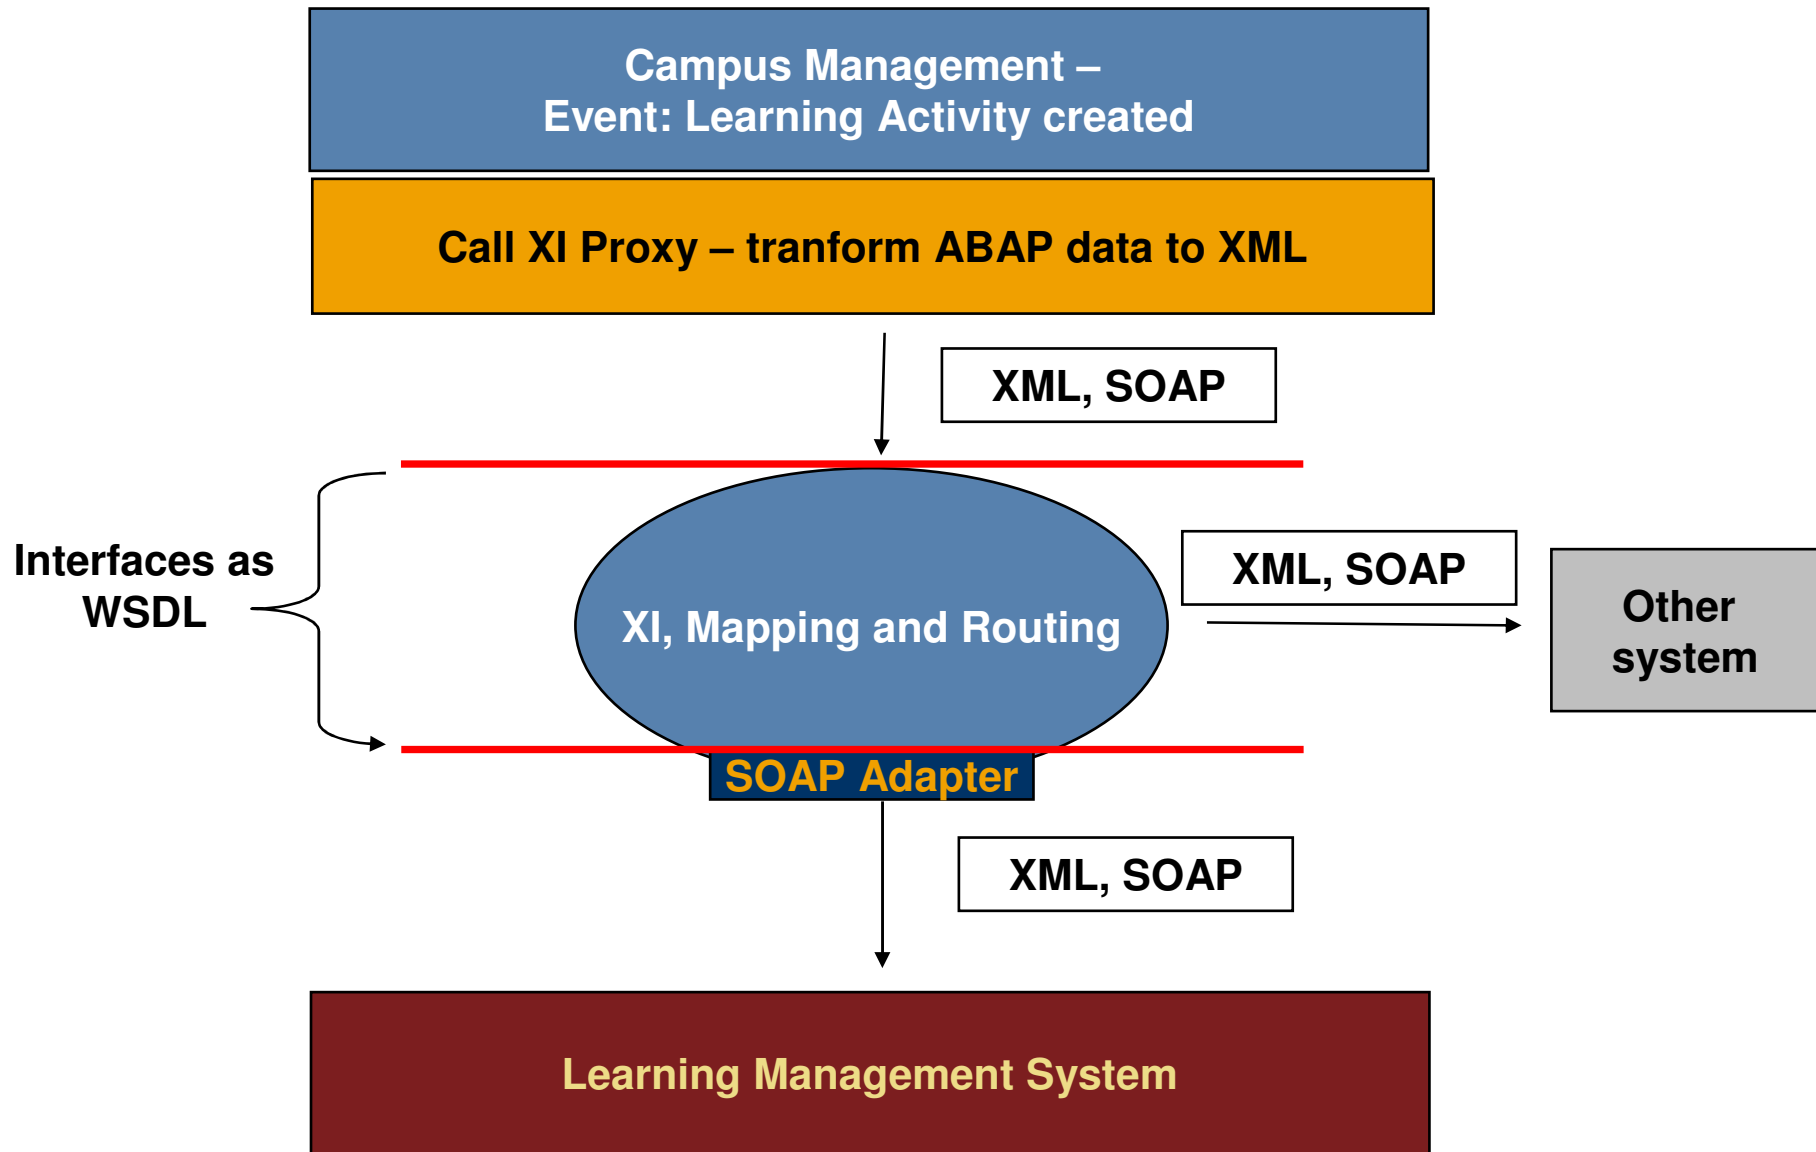 Campus Management –
Event: Learning Activity created
Call XI Proxy – tranform ABAP data to XML
XML, SOAP
Interfaces as
WSDL
XI, Mapping and Routing
XML, SOAP
Other
system
SOAP Adapter
XML, SOAP
Learning Management System